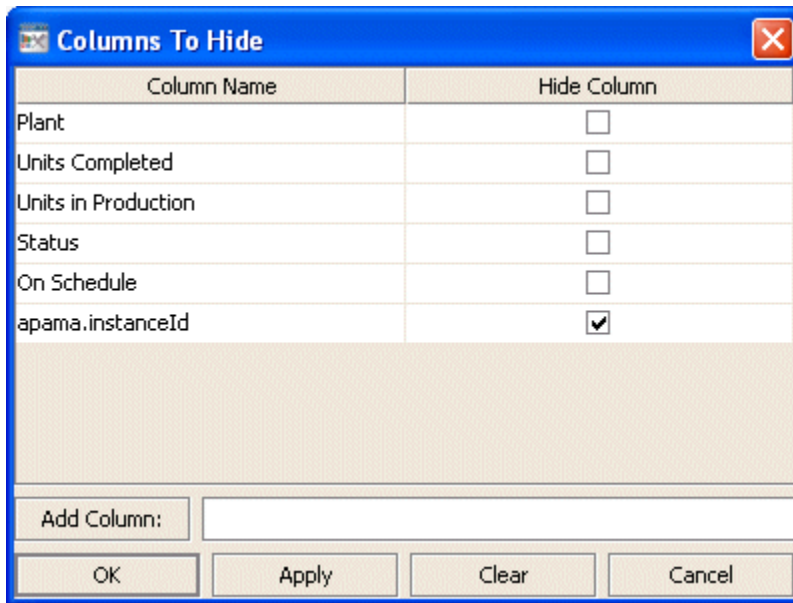 Columns To Hide
Column Name Hide Column
Plant
Units Completed
Units in Production
Status
On Schedule
apama.instanceId
Add Column:
OK Apply Clear Cancel